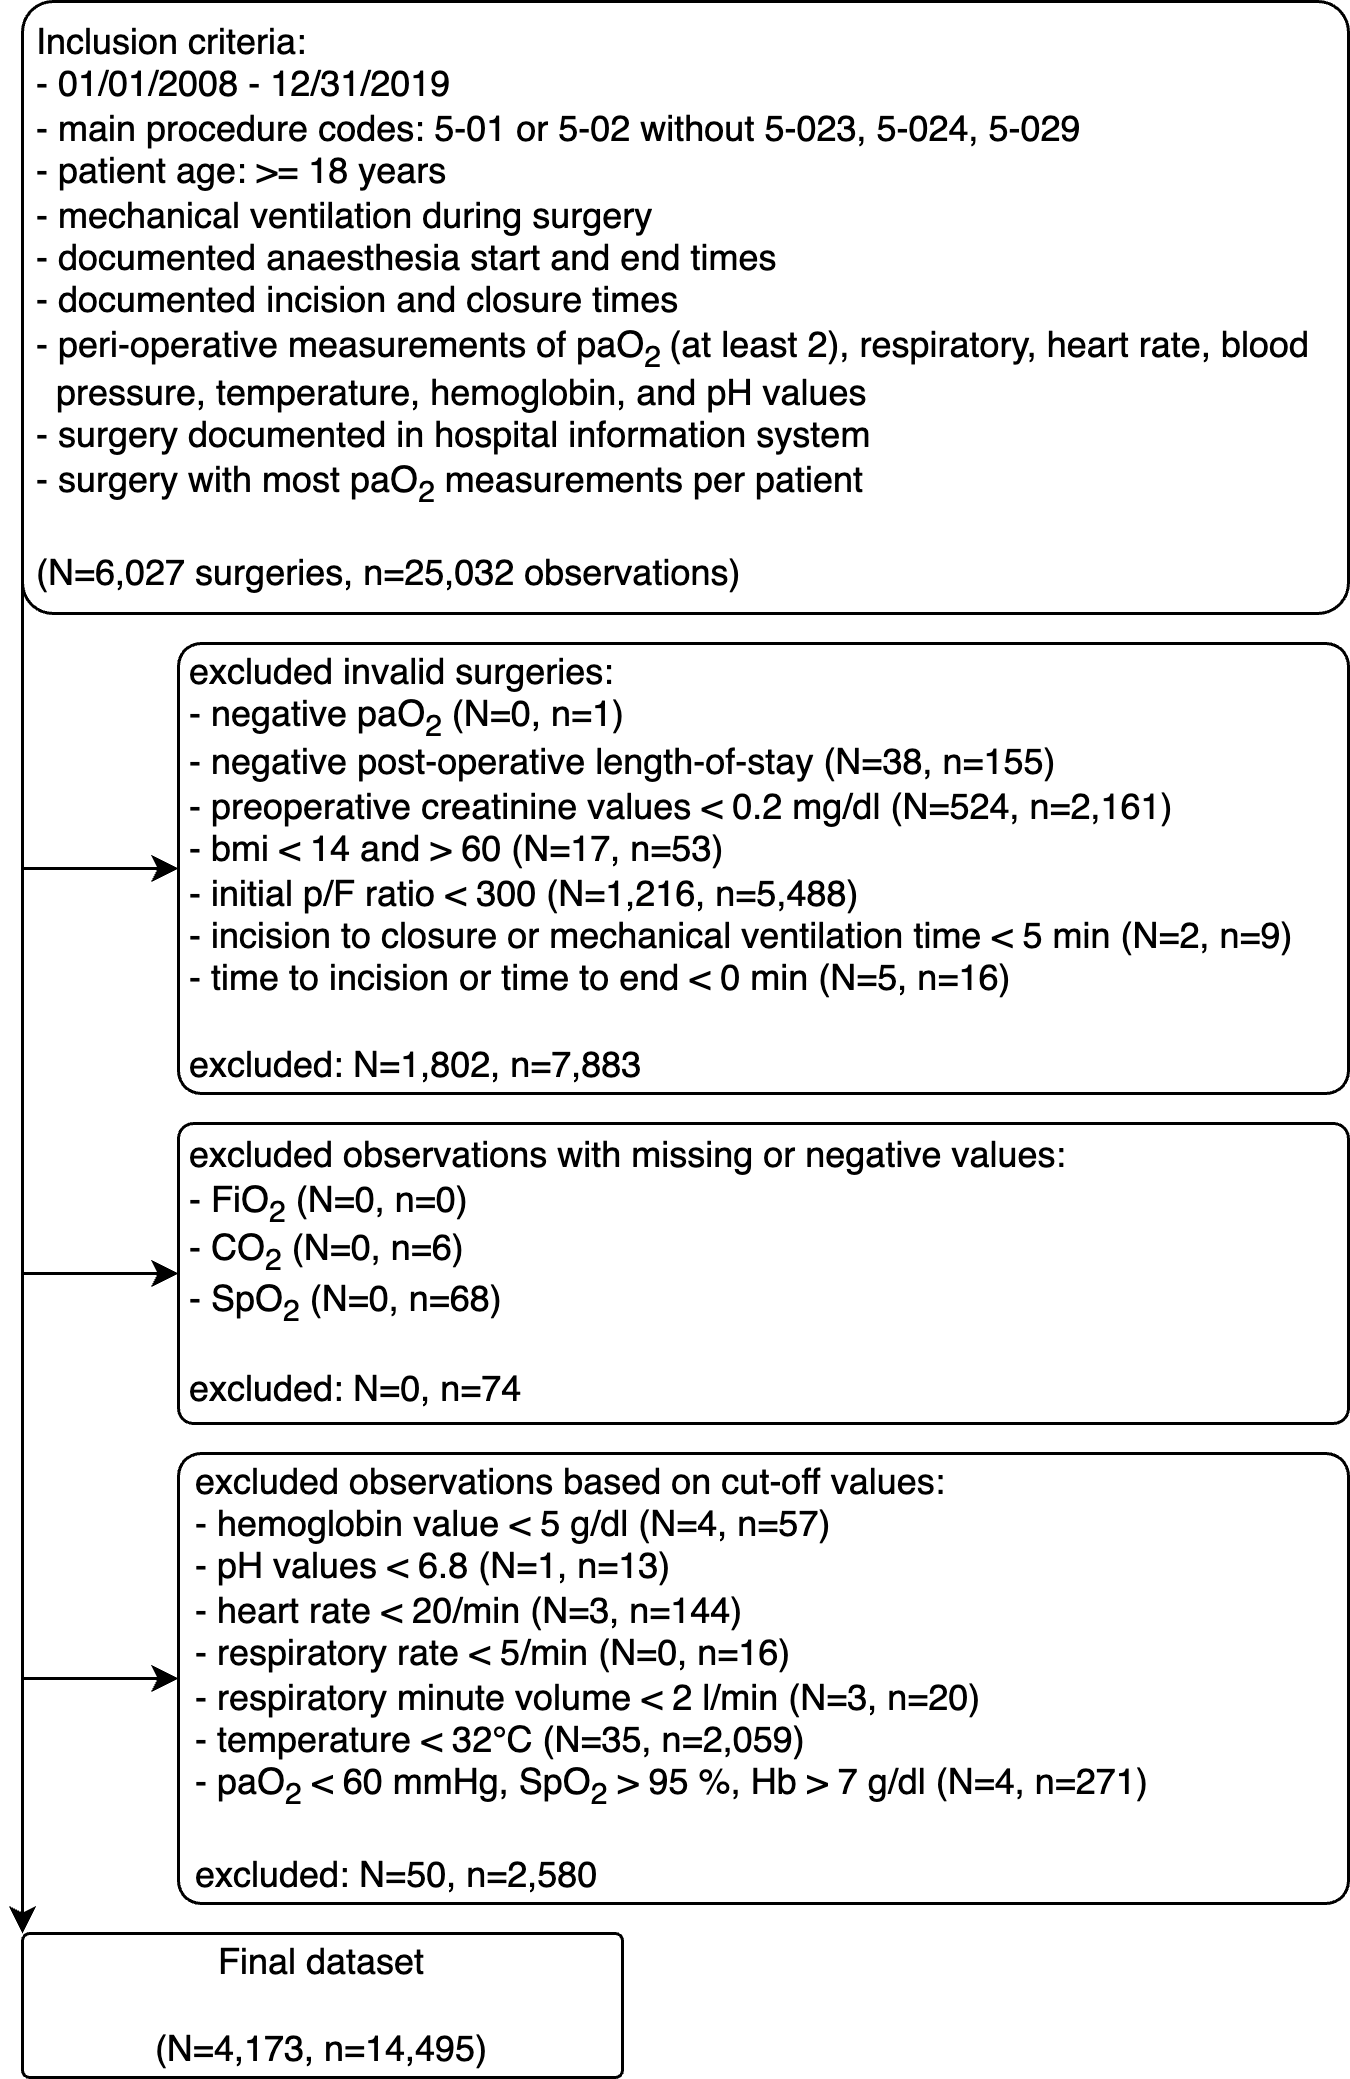 Inclusion criteria:
- 01/01/2008 - 12/31/2019
- main procedure codes: 5-01 or 5-02 without 5-023, 5-024, 5-029
- patient age: >= 18 years
- mechanical ventilation during surgery
- documented anaesthesia start and end times
- documented incision and closure times
- peri-operative measurements of paO₂ (at least 2), respiratory, heart rate, blood
pressure, temperature, hemoglobin, and pH values
- surgery documented in hospital information system
- surgery with most paO₂ measurements per patient
(N=6,027 surgeries, n=25,032 observations)
excluded invalid surgeries:
- negative paO₂ (N=0, n=1)
- negative post-operative length-of-stay (N=38, n=155)
- preoperative creatinine values < 0.2 mg/dl (N=524, n=2,161)
- bmi < 14 and > 60 (N=17, n=53)
- initial p/F ratio < 300 (N=1,216, n=5,488)
- incision to closure or mechanical ventilation time < 5 min (N=2, n=9)
- time to incision or time to end < 0 min (N=5, n=16)
excluded: N=1,802, n=7,883
excluded observations with missing or negative values:
- FiO₂ (N=0, n=0)
- CO₂ (N=0, n=6)
- SpO₂ (N=0, n=68)
excluded: N=0, n=74
excluded observations based on cut-off values:
- hemoglobin value < 5 g/dl (N=4, n=57)
- pH values < 6.8 (N=1, n=13)
- heart rate < 20/min (N=3, n=144)
- respiratory rate < 5/min (N=0, n=16)
- respiratory minute volume < 2 l/min (N=3, n=20)
- temperature < 32°C (N=35, n=2,059)
- paO₂ < 60 mmHg, SpO₂ > 95 %, Hb > 7 g/dl (N=4, n=271)
excluded: N=50, n=2,580
Final dataset
(N=4,173, n=14,495)